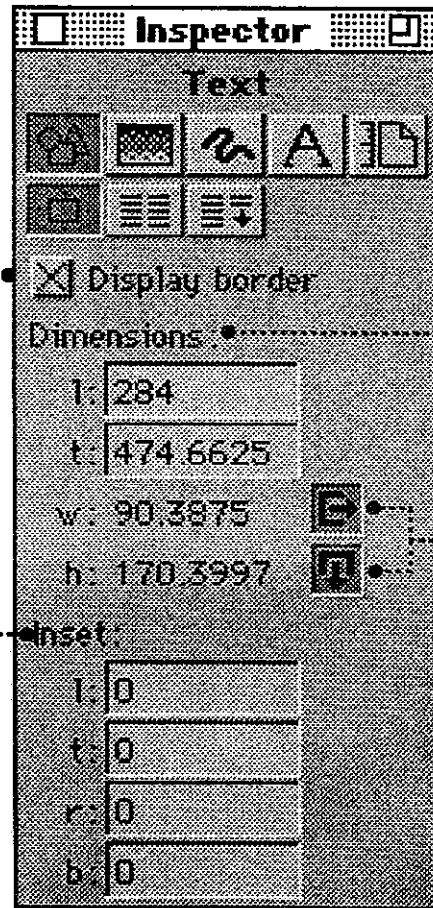 Inspector
Text
A
Display border
Dimensions:
l: 284
t: 474.6625
w: 90.3875
h: 170.3997
Inset:
l: 0
t: 0
r: 0
b: 0